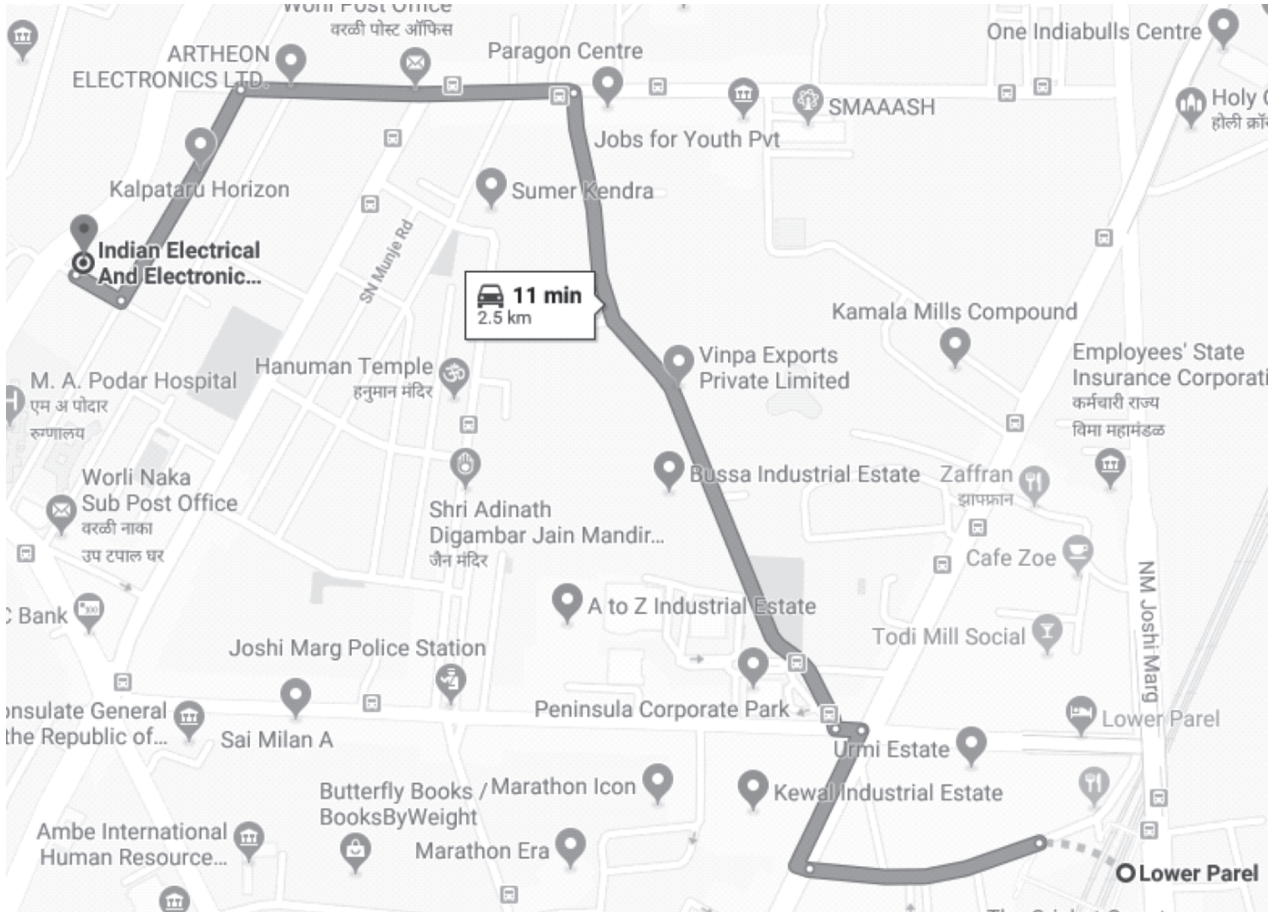 Worli Post Office
वरळी पोस्ट ऑफिस
Paragon Centre
One Indiabulls Centre
ARTHEON
ELECTRONICS LTD.
SMAAASH
Holy
होली
Jobs for Youth Pvt
Kalpataru Horizon
Sumer Kendra
Indian Electrical
And Electronic...
SN Munje Rd
11 min
2.5 km
Kamala Mills Compound
Vinpa Exports
Private Limited
Employees' State
Insurance Corporati
कर्मचारी राज्य
विमा महामंडळ
Hanuman Temple
हनुमान मंदिर
M. A. Podar Hospital
एम अ पोदार
रुग्णालय
Bussa Industrial Estate
Zaffran
झाफ्फ्रान
Worli Naka
Sub Post Office
वरळी नाका
उप टपाल घर
Shri Adinath
Digambar Jain Mandir...
जैन मंदिर
Cafe Zoe
NM Joshi Marg
C Bank
100
A to Z Industrial Estate
Todi Mill Social
Joshi Marg Police Station
Peninsula Corporate Park
onsulate General
the Republic of...
Sai Milan A
Lower Parel
Urmi Estate
Butterfly Books /
BooksByWeight
Marathon Icon
Kewal Industrial Estate
Ambe International
Human Resource...
Marathon Era
Lower Parel